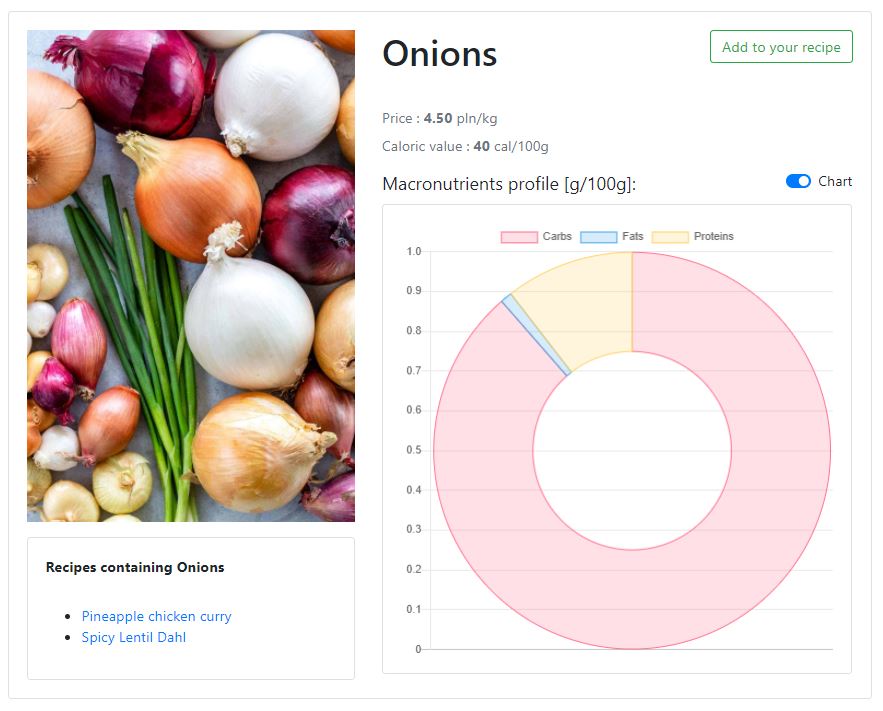 Onions
Add to your recipe
Price : 4.50 pln/kg
Caloric value : 40 cal/100g
Macronutrients profile [g/100g]:
Chart
Carbs Fats Proteins
1.0
0.9
0.8
0.7
0.6
0.5
0.4
0.3
0.2
0.1
0
Recipes containing Onions
Pineapple chicken curry
Spicy Lentil Dahl